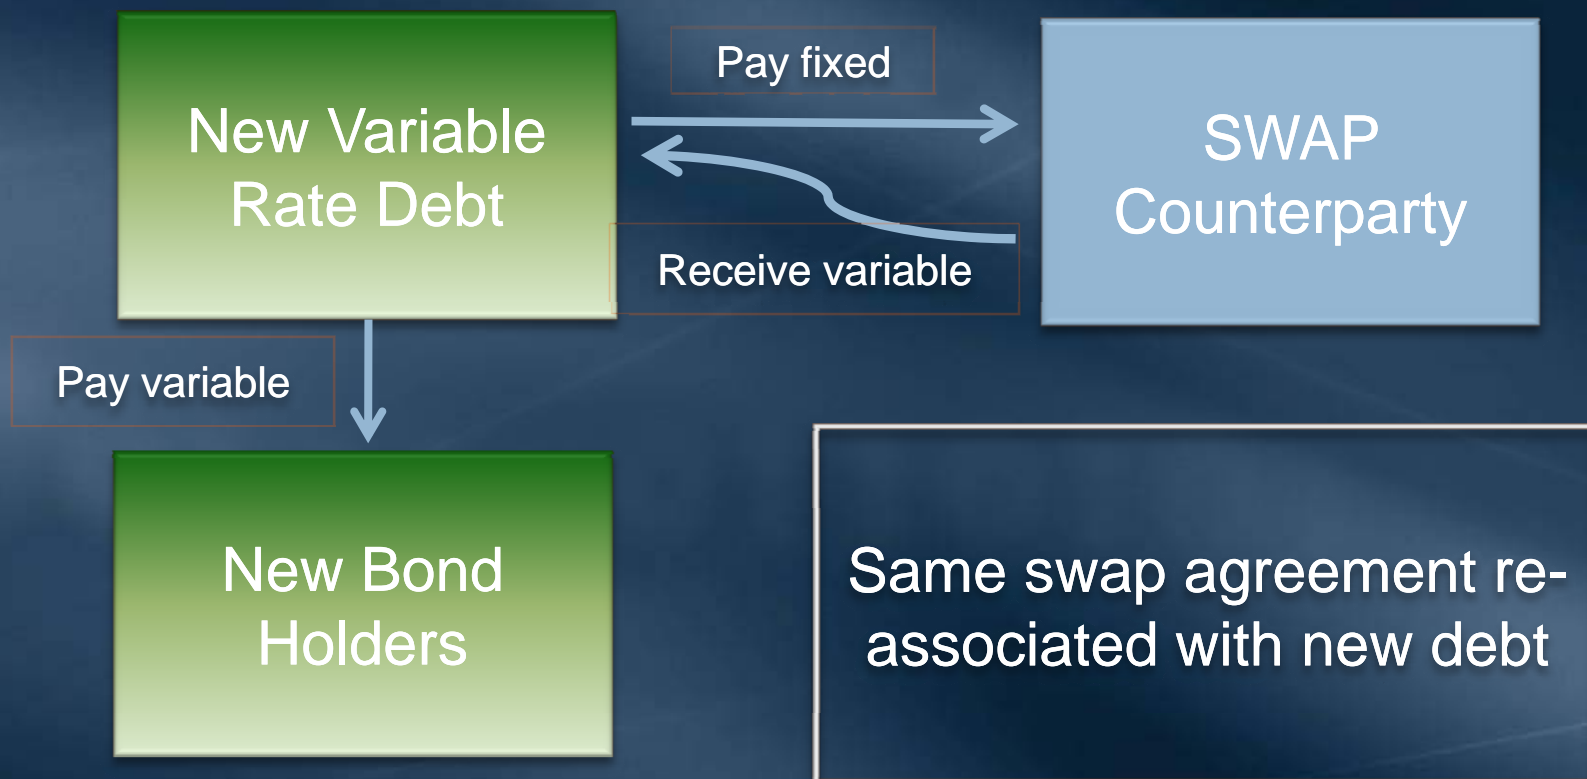 New Variable
Rate Debt
Pay fixed
SWAP
Counterparty
Receive variable
Pay variable
New Bond
Holders
Same swap agreement re-
associated with new debt